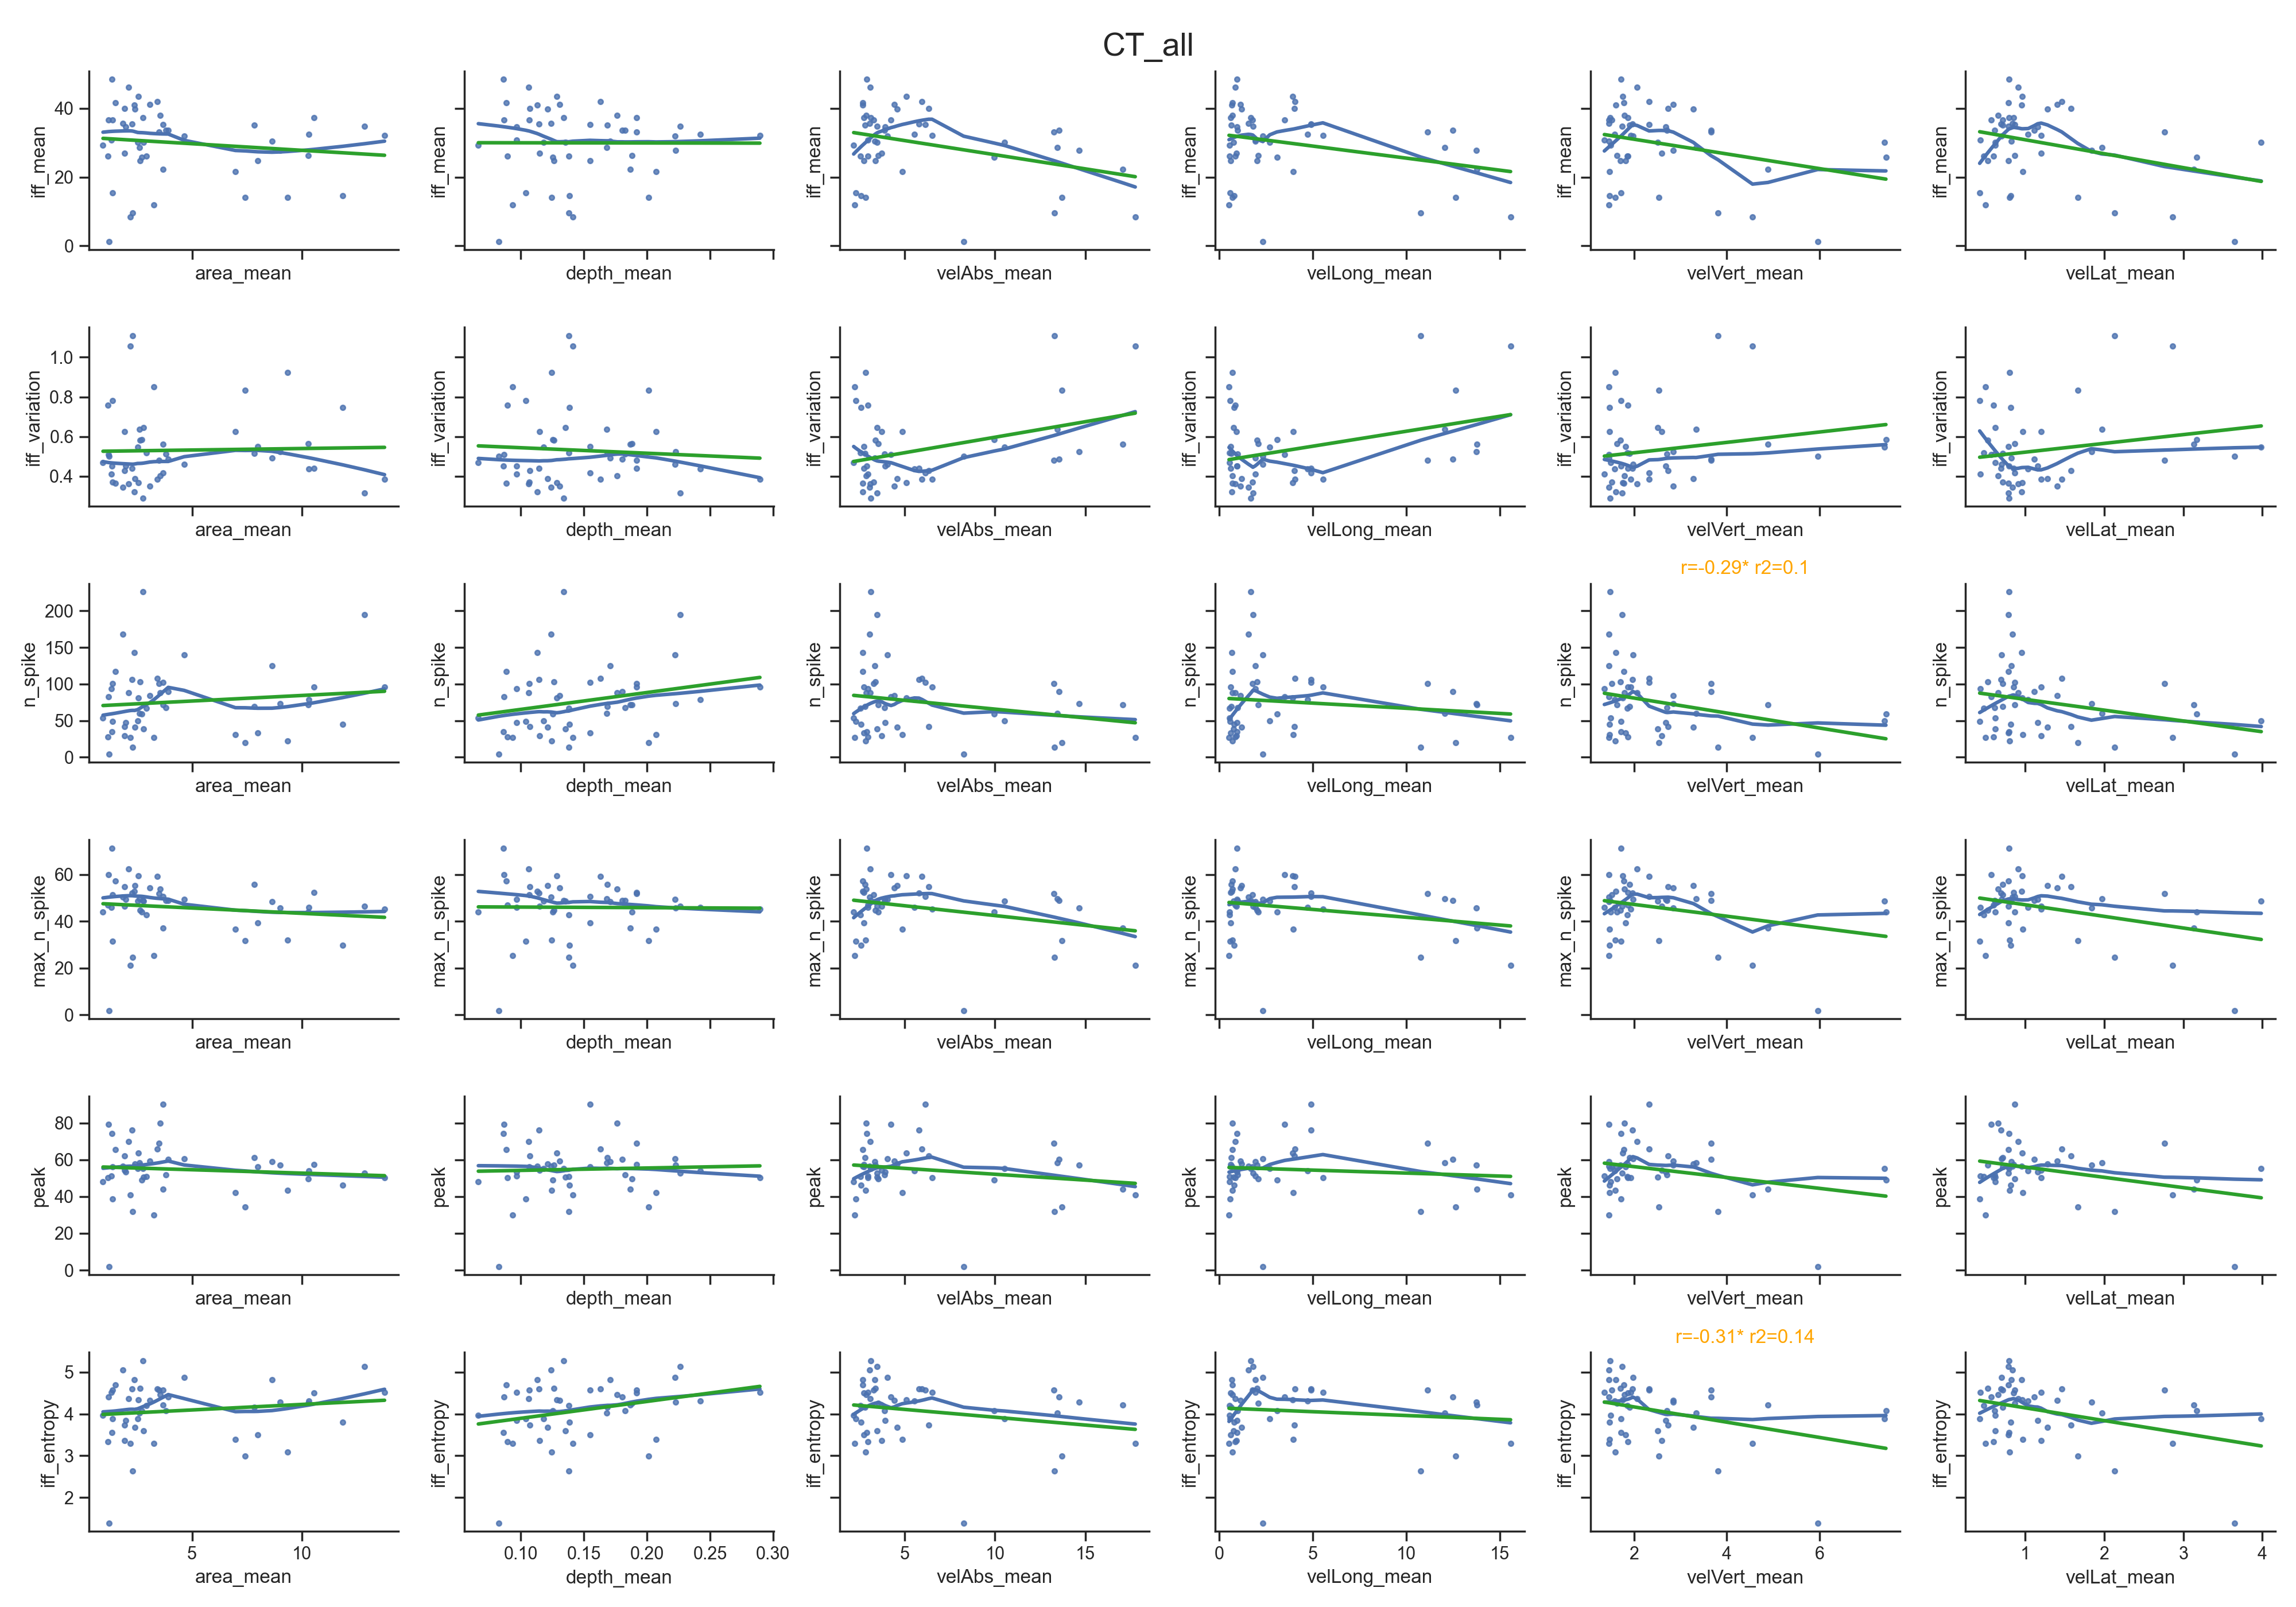 CT_all
40
20
0
iff_mean
area_mean
iff_mean
depth_mean
iff_mean
velAbs_mean
iff_mean
velLong_mean
iff_mean
velVert_mean
iff_mean
velLat_mean
1.0
0.8
0.6
0.4
iff_variation
area_mean
iff_variation
depth_mean
iff_variation
velAbs_mean
iff_variation
velLong_mean
iff_variation
velVert_mean
iff_variation
velLat_mean
r=-0.29* r2=0.1
200
150
100
50
0
n_spike
area_mean
n_spike
depth_mean
n_spike
velAbs_mean
n_spike
velLong_mean
n_spike
velVert_mean
n_spike
velLat_mean
60
40
20
0
max_n_spike
area_mean
max_n_spike
depth_mean
max_n_spike
velAbs_mean
max_n_spike
velLong_mean
max_n_spike
velVert_mean
max_n_spike
velLat_mean
80
60
40
20
0
peak
area_mean
peak
depth_mean
peak
velAbs_mean
peak
velLong_mean
peak
velVert_mean
peak
velLat_mean
r=-0.31* r2=0.14
5
4
3
2
iff_entropy
5 10
area_mean
iff_entropy
0.10 0.15 0.20 0.25 0.30
depth_mean
iff_entropy
5 10 15
velAbs_mean
iff_entropy
0 5 10 15
velLong_mean
iff_entropy
2 4 6
velVert_mean
iff_entropy
1 2 3 4
velLat_mean